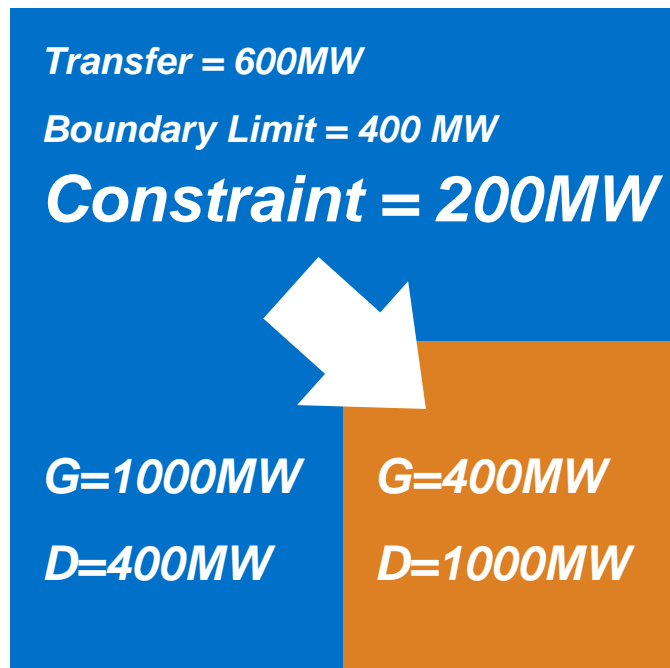 Transfer = 600MW
Boundary Limit = 400 MW
Constraint = 200MW
G=1000MW
D=400MW
G=400MW
D=1000MW